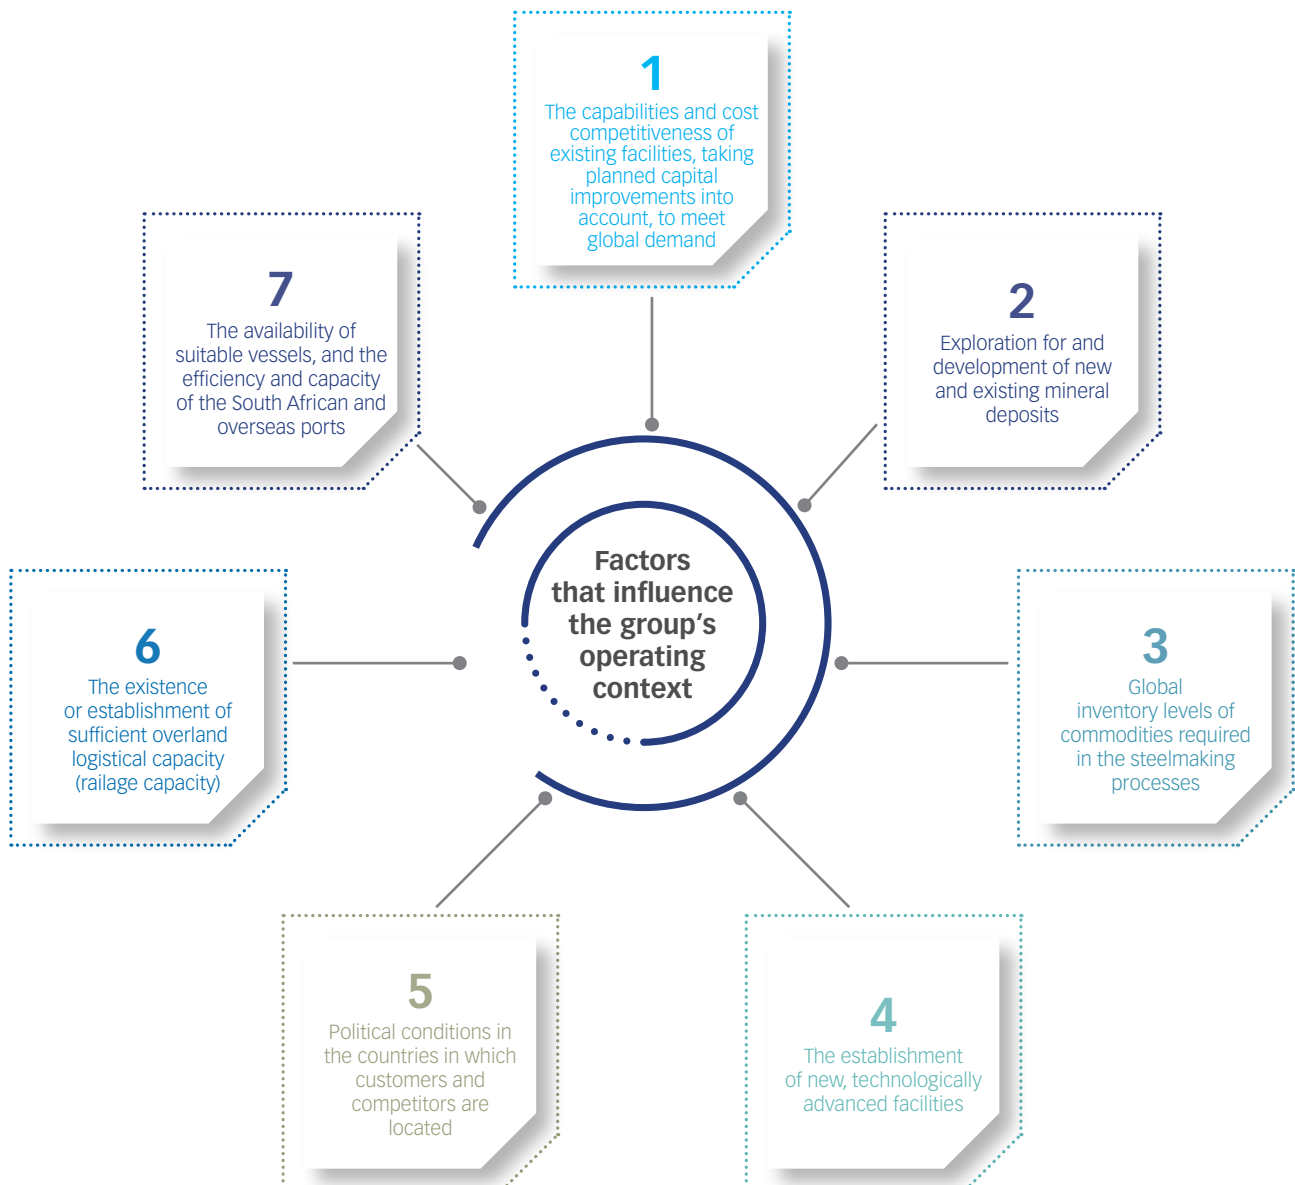 1
The capabilities and cost
competitiveness of
existing facilities, taking
planned capital
improvements into
account, to meet
global demand
2
Exploration for and
development of new
and existing mineral
deposits
3
Global
inventory levels of
commodities required
in the steelmaking
processes
4
The establishment
of new, technologically
advanced facilities
5
Political conditions in
the countries in which
customers and
competitors are
located
6
The existence
or establishment of
sufficient overland
logistical capacity
(railage capacity)
7
The availability of
suitable vessels, and the
efficiency and capacity
of the South African and
overseas ports
Factors
that influence
the group's
operating
context